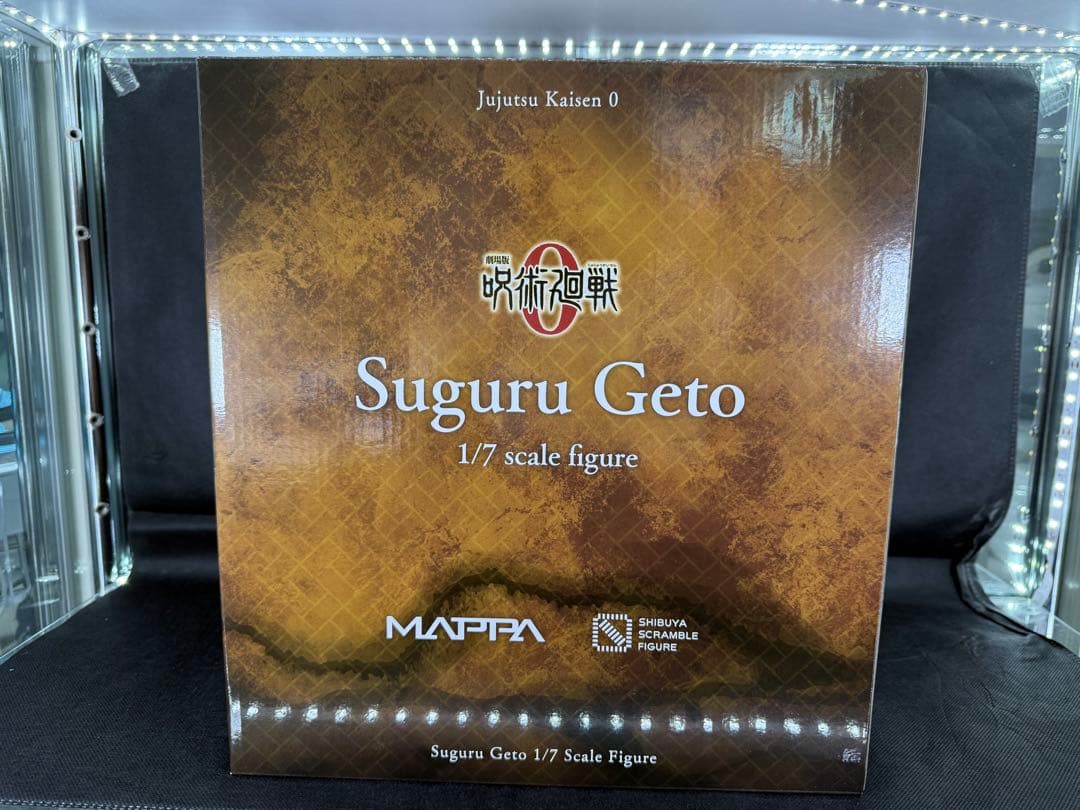 Jujutsu Kaisen 0
劇場版
呪術廻戦
0
Suguru Geto
1/7 scale figure
MAPPA
SHIBUYA
SCRAMBLE
FIGURE
Suguru Geto 1/7 Scale Figure